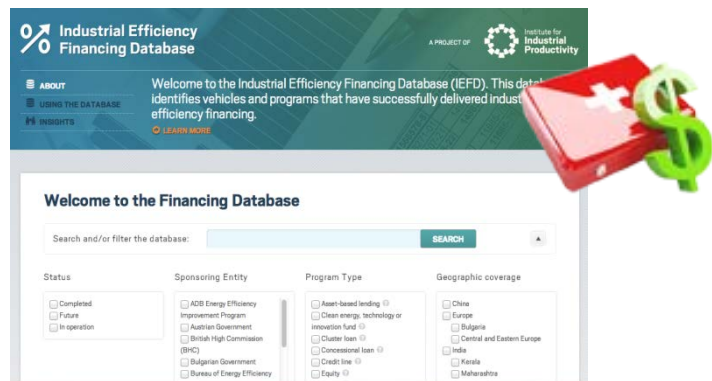 Industrial Efficiency
Financing Database
A PROJECT OF
Institute for
Industrial
Productivity
ABOUT
USING THE DATABASE
INSIGHTS
Welcome to the Industrial Efficiency Financing Database (IEFD). This
identifies vehicles and programs that have successfully delivered
efficiency financing.
LEARN MORE
Welcome to the Financing Database
Search and/or filter the database:
SEARCH
Status
Completed
Future
In operation
Sponsoring Entity
ADB Energy Efficiency
Improvement Program
Austrian Government
British High Commission
(BHC)
Bulgarian Government
Bureau of Energy Efficiency
Program Type
Asset-based lending
Clean energy, technology or
innovation fund
Cluster loan
Concessional loan
Credit line
Equity
Geographic coverage
China
Europe
Bulgaria
Central and Eastern Europe
India
Kerala
Maharashtra